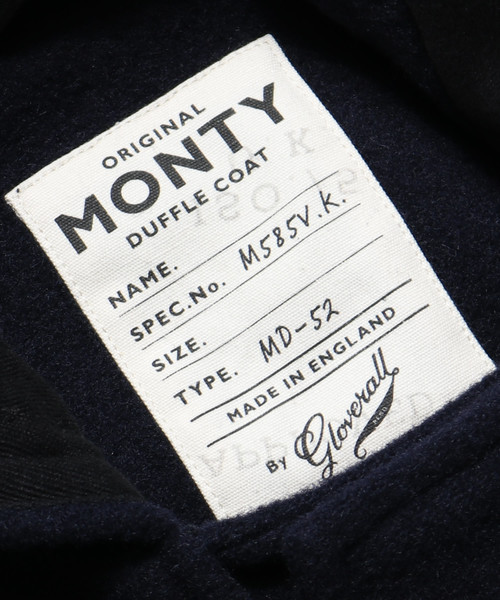 ORIGINAL
MONTY
DUFFLE COAT
NAME.
SPEC.No. M585V.K.
SIZE.
TYPE. MD-52
MADE IN ENGLAND
BY Gloverall